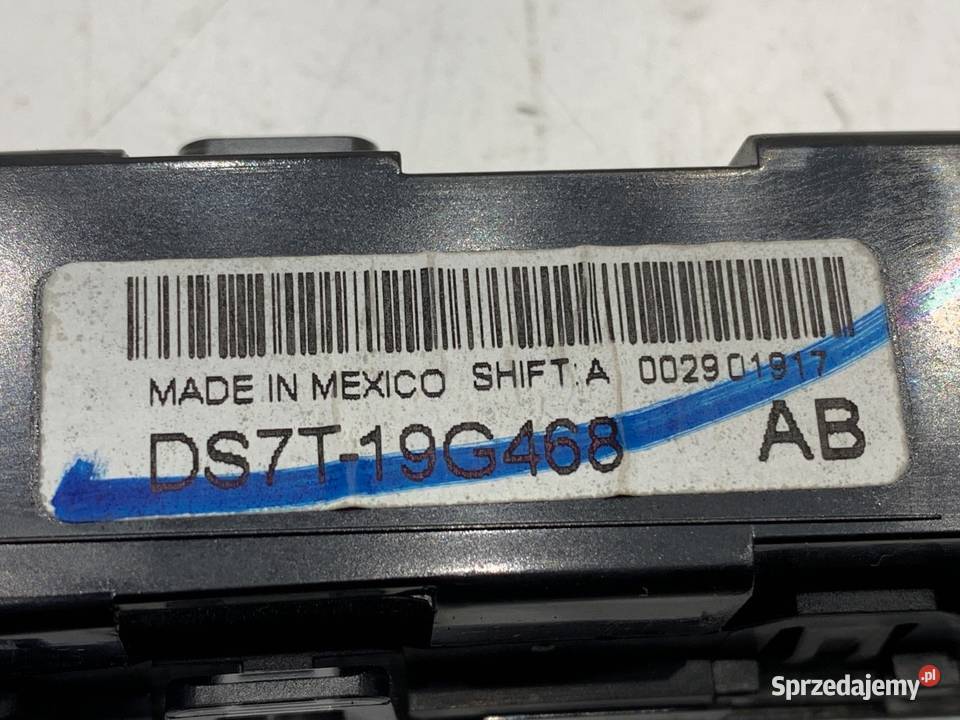 MADE IN MEXICO SHIFT: A 002901917
DS7T-19G468 AB
Sprzedajemy.pl